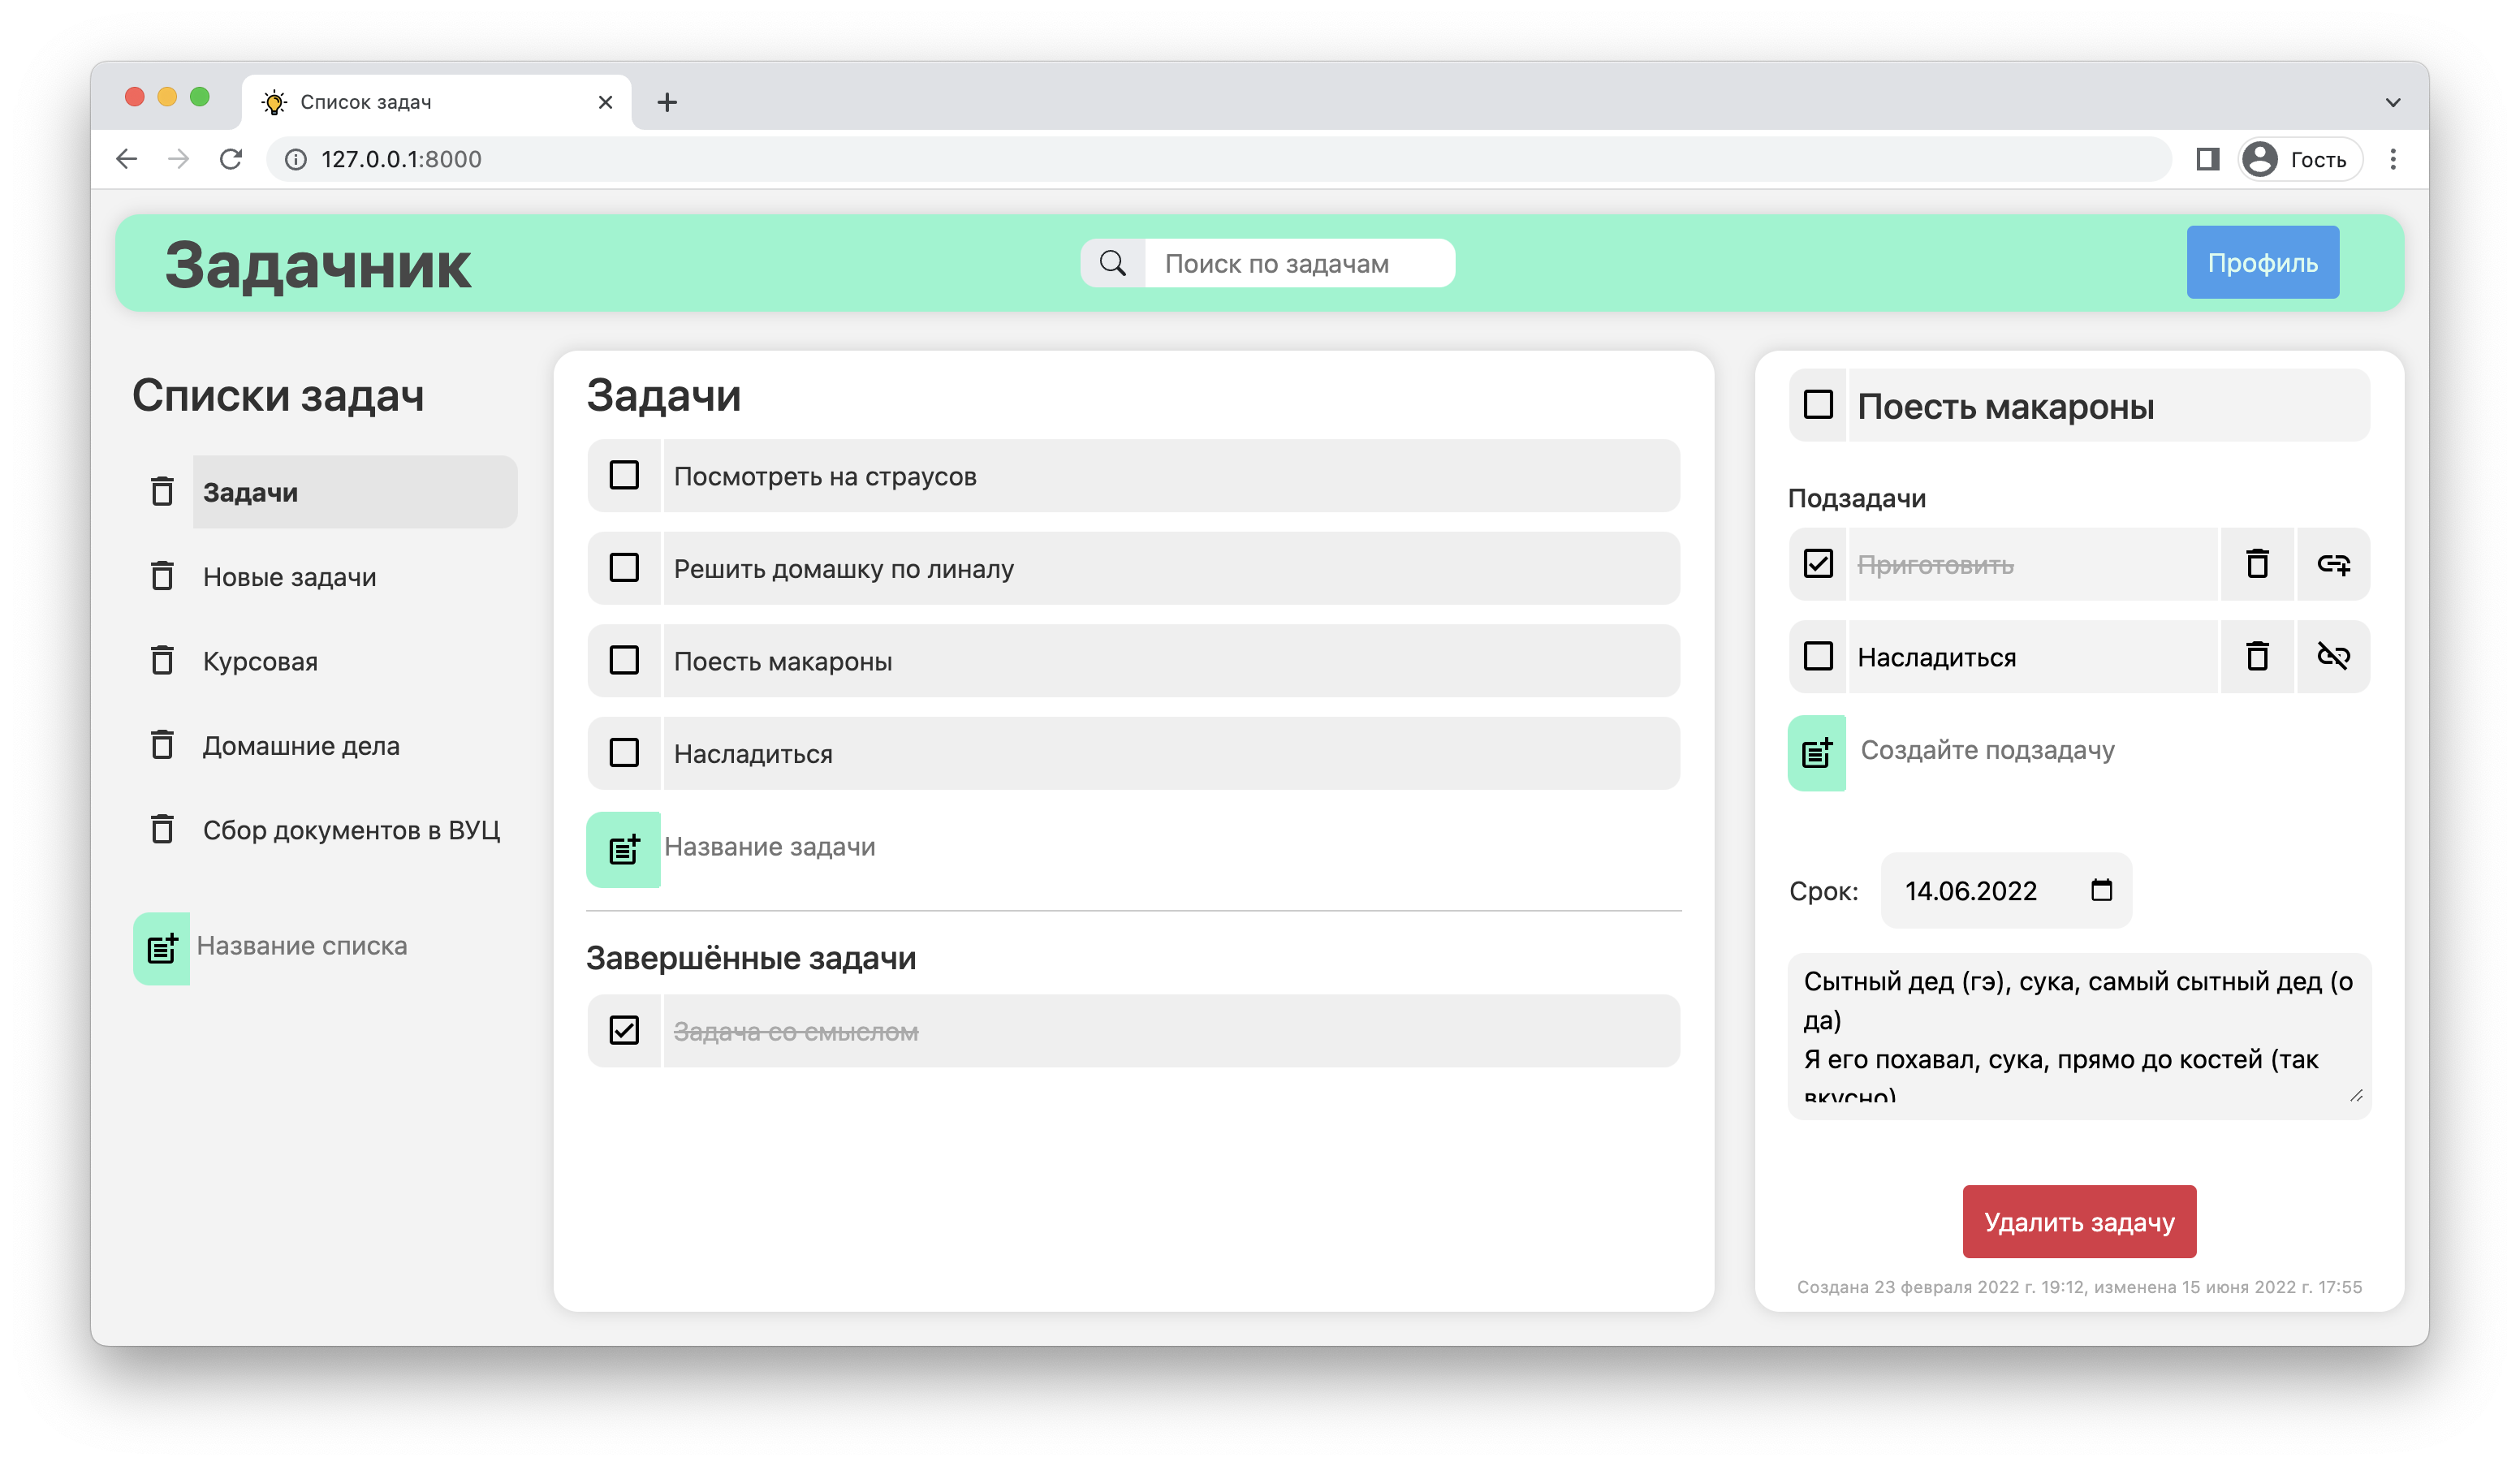 Список задач
127.0.0.1:8000
Гость
Задачник
Поиск по задачам
Профиль
Списки задач
Задачи
Новые задачи
Курсовая
Домашние дела
Сбор документов в ВУЦ
Название списка
Задачи
Посмотреть на страусов
Решить домашку по линалу
Поесть макароны
Насладиться
Название задачи
Завершённые задачи
Задача со смыслом
Поесть макароны
Подзадачи
Приготовить
Насладиться
Создайте подзадачу
Срок: 14.06.2022
Сытный дед (гэ), сука, самый сытный дед (о
да)
Я его похавал, сука, прямо до костей (так
вкусно)
Удалить задачу
Создана 23 февраля 2022 г. 19:12, изменена 15 июня 2022 г. 17:55